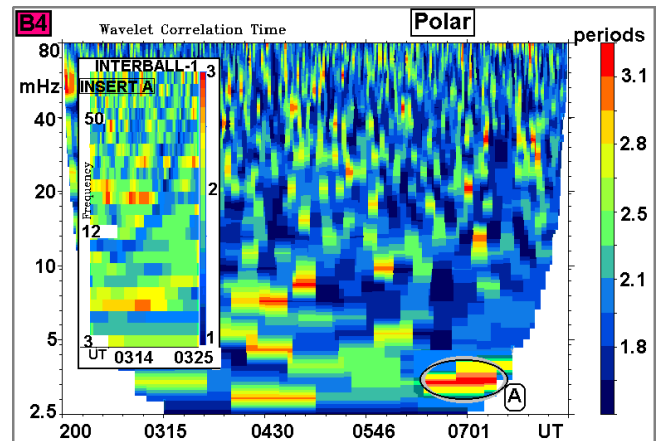 B4
Wavelet Correlation Time
Polar
periods
80
mHz
40
20
10
5
2.5
INTERBALL-1
INSERT A
50
Frequency
12
3
UT 0314 0325
3
2
1
3.1
2.8
2.5
2.1
1.8
A
200 0315 0430 0546 0701 UT